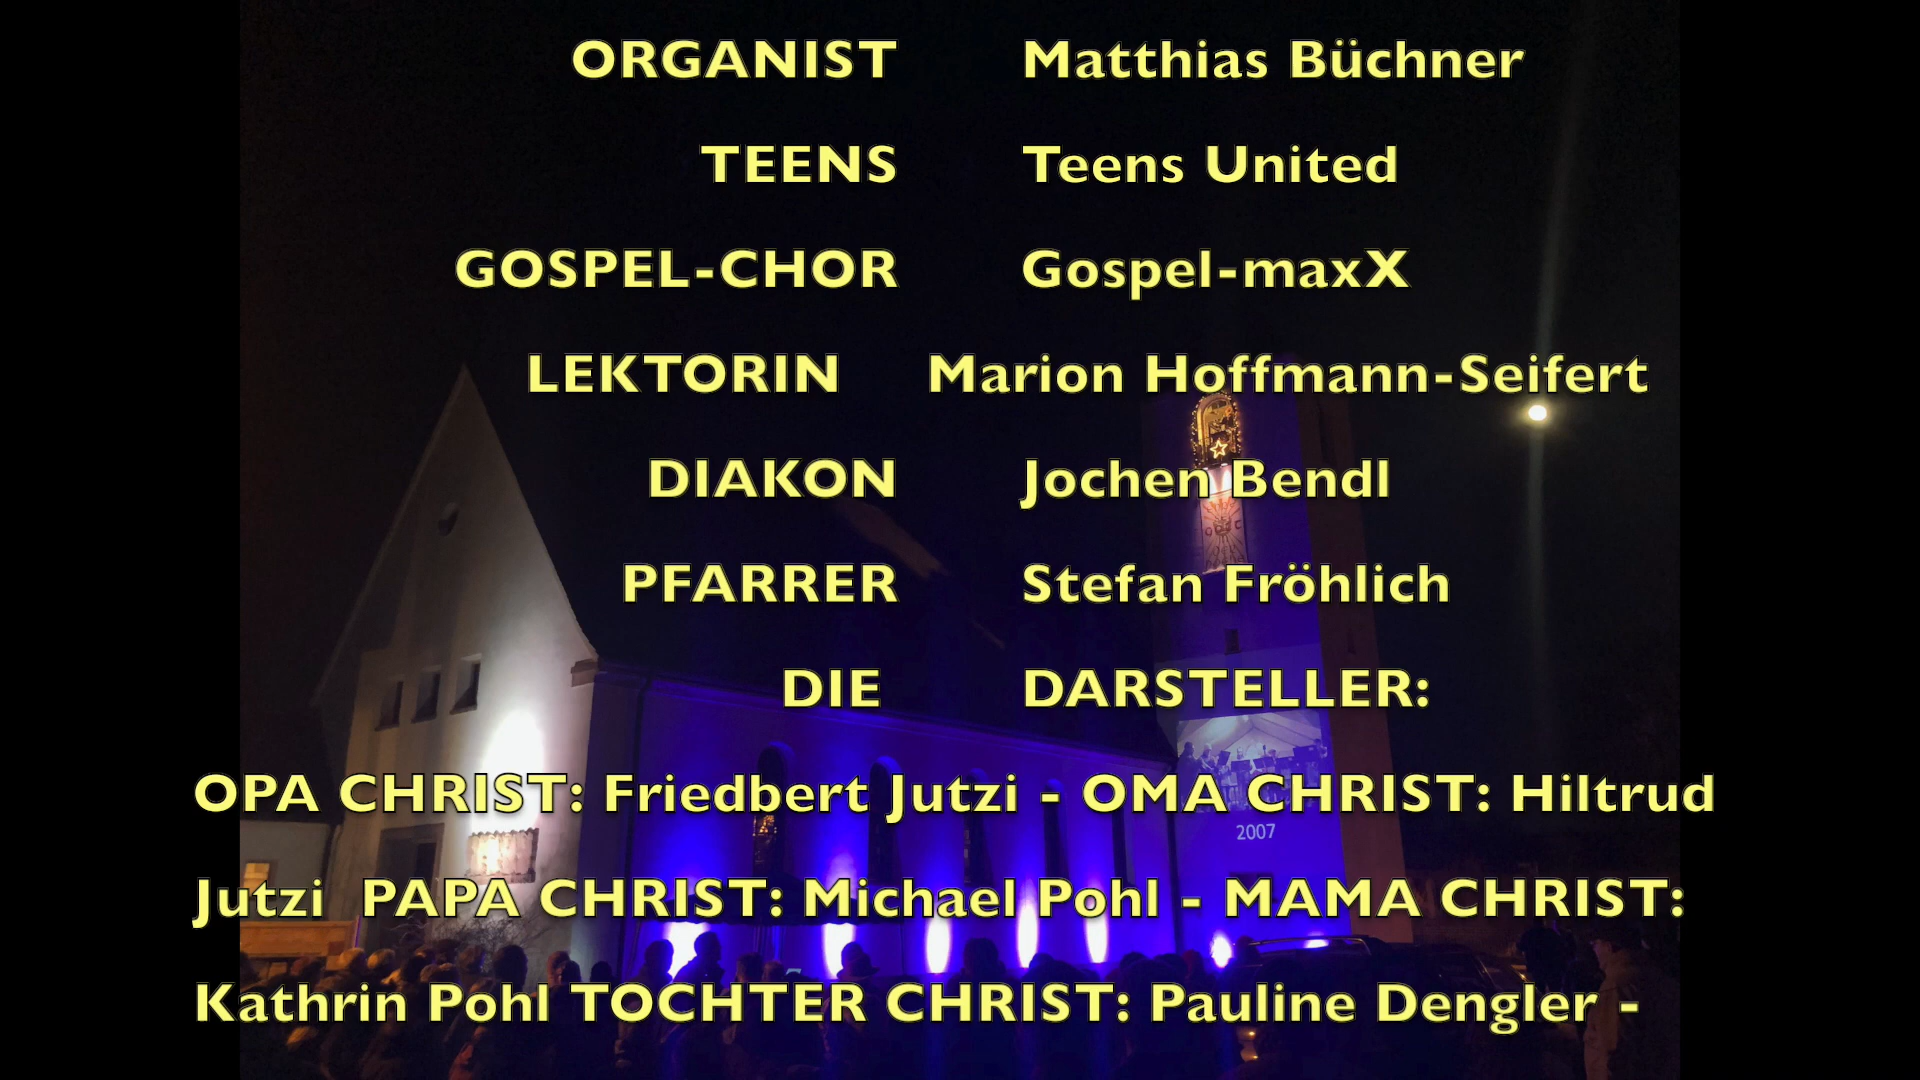 ORGANIST Matthias Büchner
TEENS Teens United
GOSPEL-CHOR Gospel-maxX
LEKTORIN Marion Hoffmann-Seifert
DIAKON Jochen Bendl
PFARRER Stefan Fröhlich
DIE DARSTELLER:
OPA CHRIST: Friedbert Jutzi - OMA CHRIST: Hiltrud
2007
Jutzi PAPA CHRIST: Michael Pohl - MAMA CHRIST:
Kathrin Pohl TOCHTER CHRIST: Pauline Dengler -